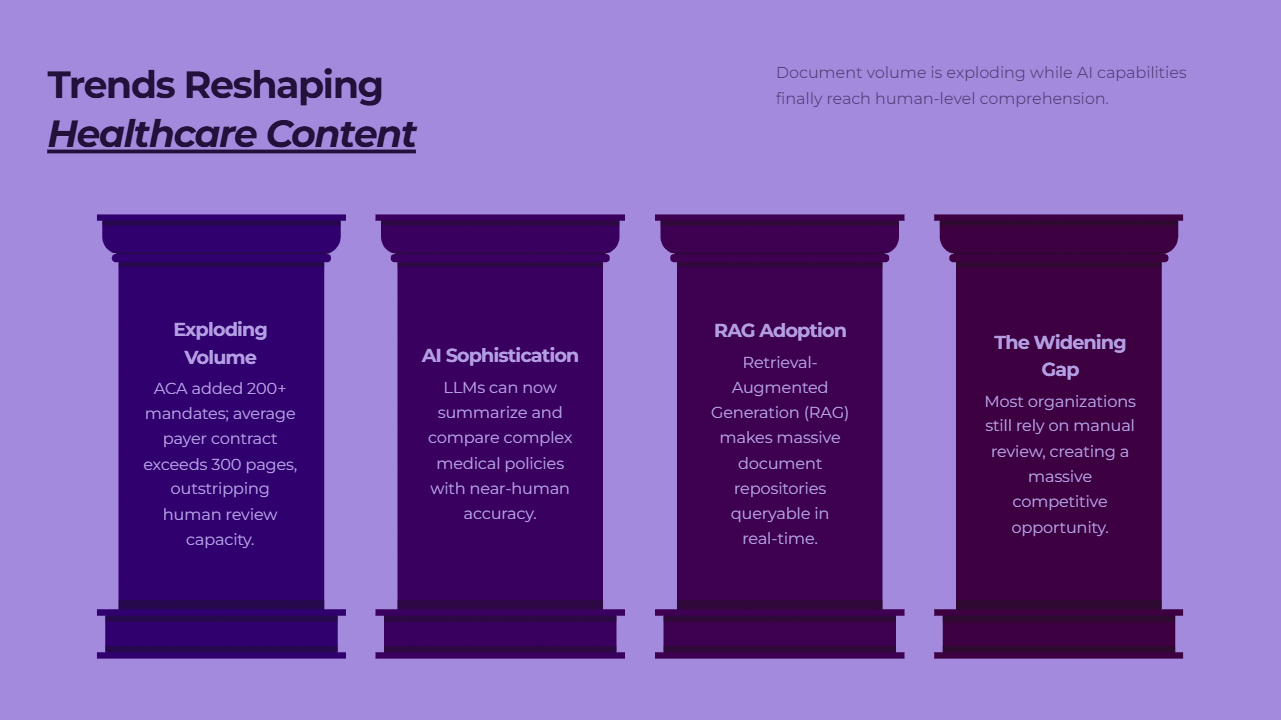 Trends Reshaping
Healthcare Content
Document volume is exploding while AI capabilities
finally reach human-level comprehension.
Exploding
Volume
ACA added 200+
mandates; average
payer contract
exceeds 300 pages,
outstripping
human review
capacity.
AI Sophistication
LLMs can now
summarize and
compare complex
medical policies
with near-human
accuracy.
RAG Adoption
Retrieval-
Augmented
Generation (RAG)
makes massive
document
repositories
queryable in
real-time.
The Widening
Gap
Most organizations
still rely on manual
review, creating a
massive
competitive
opportunity.